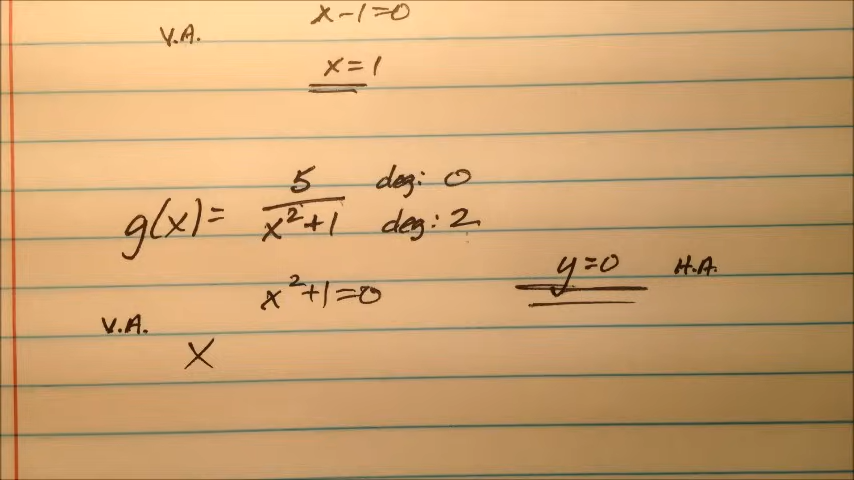 x-1=0
V.A.
x=1
g(x)= 5/x²+1 deg: 0 deg: 2
y=0 H.A.
x²+1=0
V.A.
X